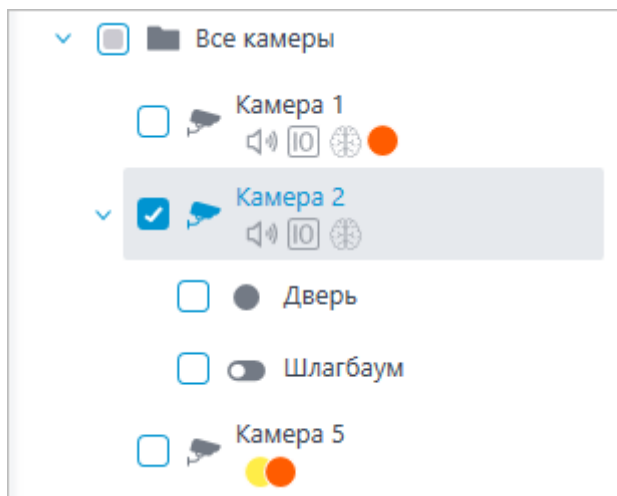 Все камеры
Камера 1
IO
Камера 2
IO
Дверь
Шлагбаум
Камера 5